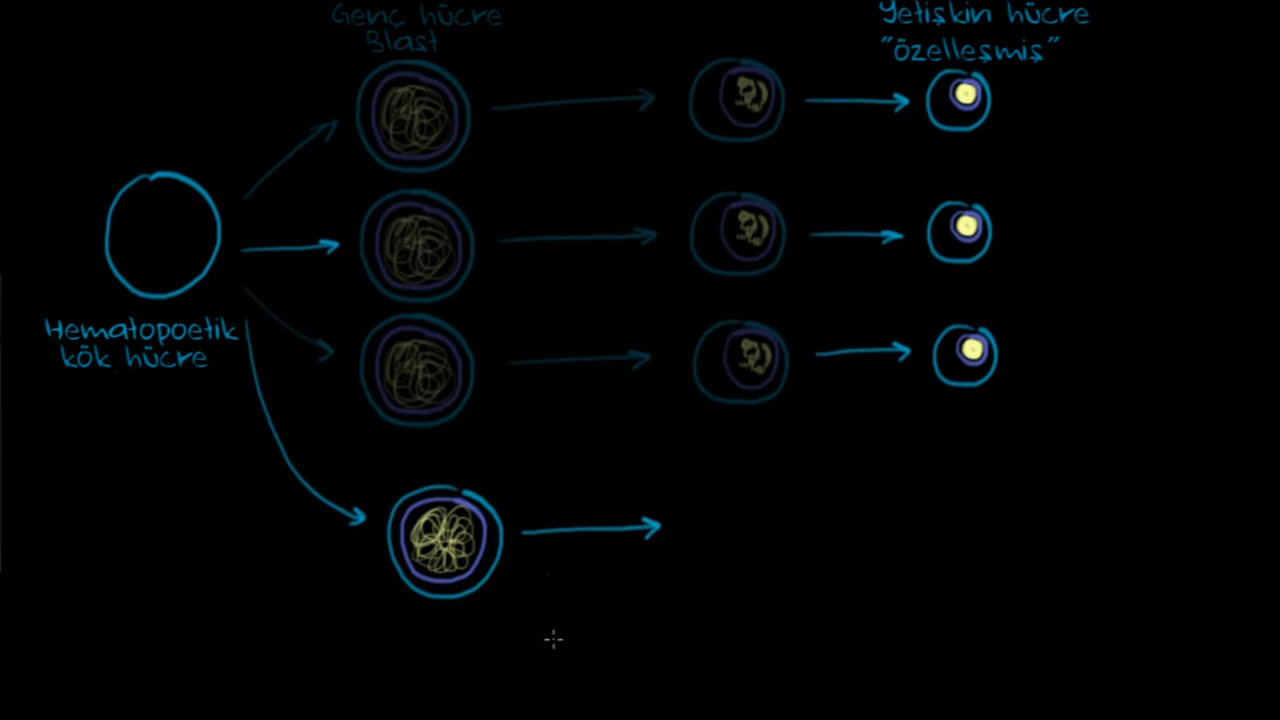 Genç hücre
Blast
Yetişkin hücre
"özelleşmiş"
Hematopoetik
kök hücre